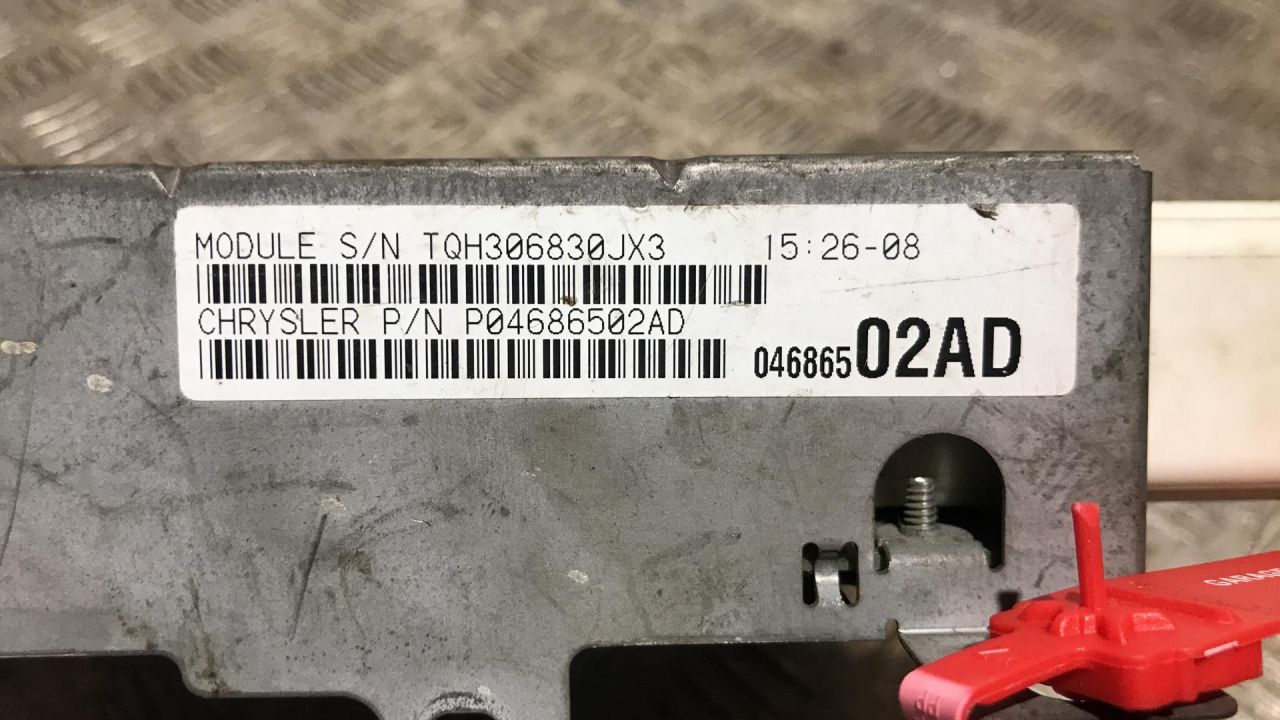 MODULE S/N TQH306830JX3 15:26-08
CHRYSLER P/N P04686502AD
04686502AD